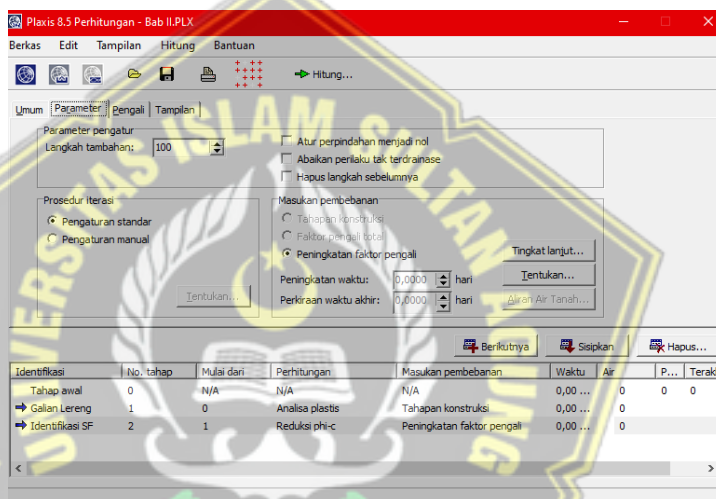 Plaxis 8.5 Perhitungan - Bab II.PLX
Berkas Edit Tampilan Hitung Bantuan
Hitung...
Umum Parameter Pengali Tampilan
Parameter pengatur
Langkah tambahan: 100
Atur perpindahan menjadi nol
Abaikan perilaku tak terdrainase
Hapus langkah sebelumnya
Prosedur iterasi
Pengaturan standar
Pengaturan manual
Tentukan...
Masukan pembebanan
Tahapan konstruksi
Faktor pengali total
Peningkatan faktor pengali
Tingkat lanjut...
Peningkatan waktu: 0,0000 hari
Tentukan...
Perkiraan waktu akhir: 0,0000 hari
Aliran Air Tanah...
Berikutnya Sisipkan Hapus...
Identifikasi No. tahap Mulai dari Perhitungan Masukan pembebanan Waktu Air P... Terak
Tahap awal 0 N/A N/A N/A 0,00 ... 0 0 0
Galian Lereng 1 0 Analisa plastis Tahapan konstruksi 0,00 ... 0
Identifikasi SF 2 1 Reduksi phi-c Peningkatan faktor pengali 0,00 ... 0
UNIVERSITAS ISLAM SULTAN AGUNG